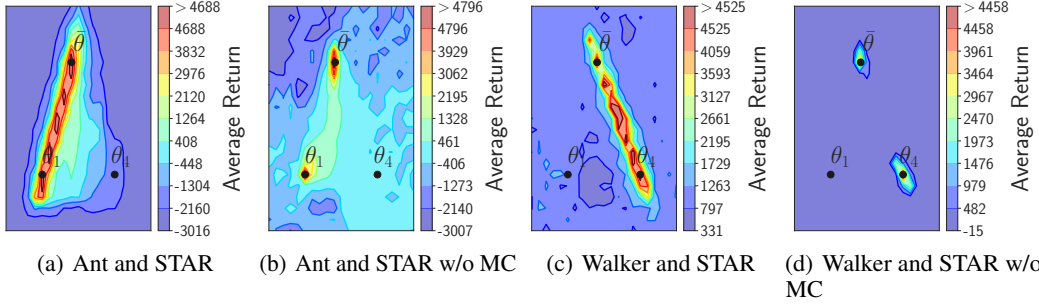 θ̄
θ₁
θ₄
> 4688
4688
3832
2976
2120
1264
408
-448
-1304
-2160
-3016
Average Return
θ̄
θ₁
θ₄
> 4796
4796
3929
3062
2195
1328
461
-406
-1273
-2140
-3007
Average Return
θ̄
θ₁
θ₄
> 4525
4525
4059
3593
3127
2661
2195
1729
1263
797
331
Average Return
θ̄
θ₁
θ₄
> 4458
4458
3961
3464
2967
2470
1973
1476
979
482
-15
Average Return
(a) Ant and STAR
(b) Ant and STAR w/o MC
(c) Walker and STAR
(d) Walker and STAR w/o
MC